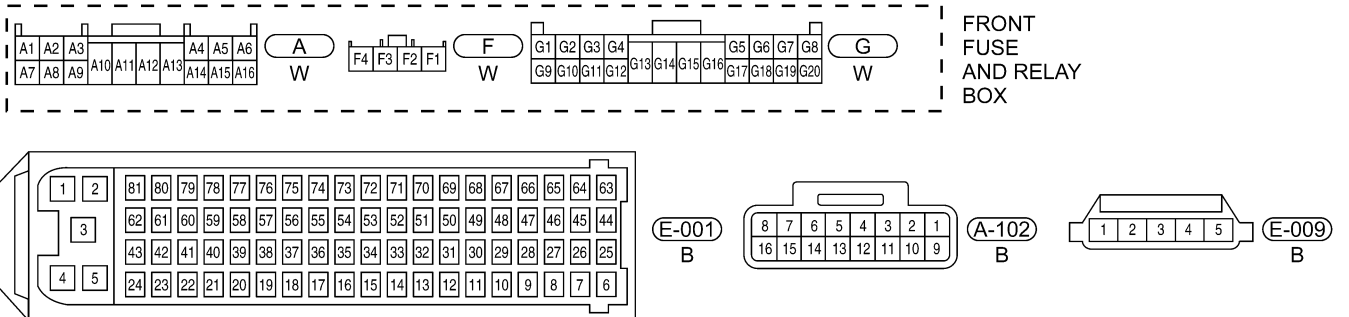 A1 A2 A3 A4 A5 A6
A7 A8 A9 A10 A11 A12 A13 A14 A15 A16
A
W
F4 F3 F2 F1
F
W
G1 G2 G3 G4 G5 G6 G7 G8
G9 G10 G11 G12 G13 G14 G15 G16 G17 G18 G19 G20
G
W
FRONT
FUSE
AND RELAY
BOX
1 2
3
4 5
81 80 79 78 77 76 75 74 73 72 71 70 69 68 67 66 65 64 63
62 61 60 59 58 57 56 55 54 53 52 51 50 49 48 47 46 45 44
43 42 41 40 39 38 37 36 35 34 33 32 31 30 29 28 27 26 25
24 23 22 21 20 19 18 17 16 15 14 13 12 11 10 9 8 7 6
E-001
B
8 7 6 5 4 3 2 1
16 15 14 13 12 11 10 9
A-102
B
1 2 3 4 5
E-009
B